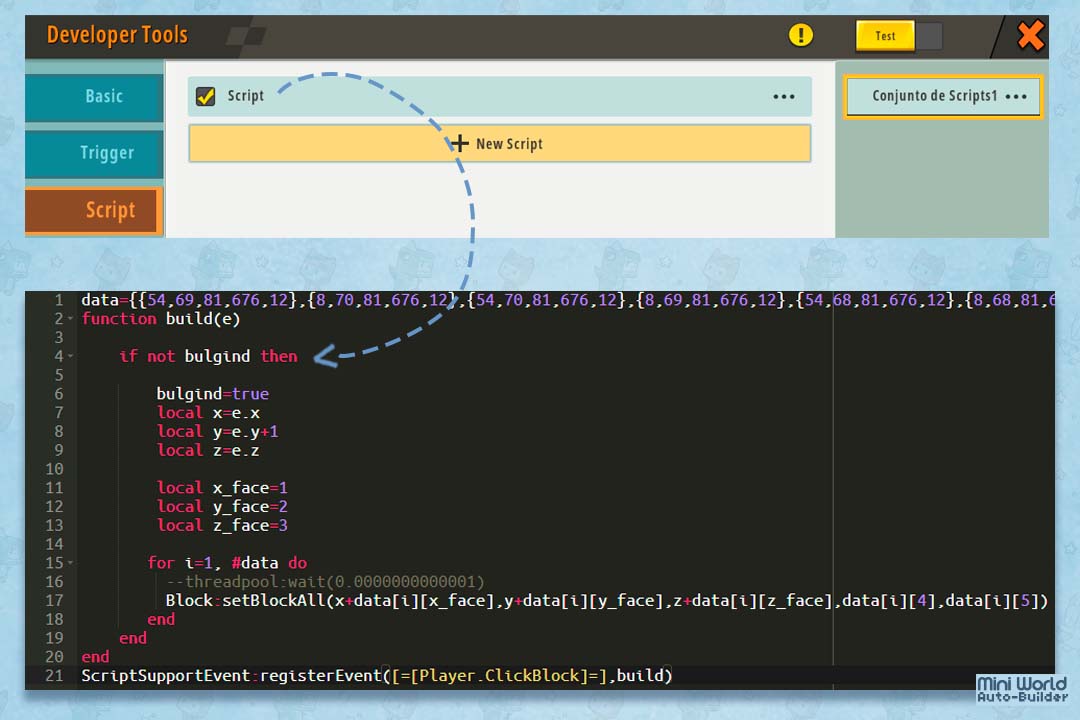 Developer Tools
!
Test
Basic
Script
...
Conjunto de Scripts1 ...
Trigger
+ New Script
Script
1 data={{54,69,81,676,12},{8,70,81,676,12},{54,70,81,676,12},{8,69,81,676,12},{54,68,81,676,12},{8,68,81,6
2 function build(e)
3
4 if not bulgind then
5
6 bulgind=true
7 local x=e.x
8 local y=e.y+1
9 local z=e.z
10
11 local x_face=1
12 local y_face=2
13 local z_face=3
14
15 for i=1, #data do
16 --threadpool:wait(0.0000000000001)
17 Block:setBlockAll(x+data[i][x_face],y+data[i][y_face],z+data[i][z_face],data[i][4],data[i][5])
18 end
19 end
20 end
21 ScriptSupportEvent:registerEvent([=[Player.ClickBlock]=],build)
Mini World
Auto-Builder